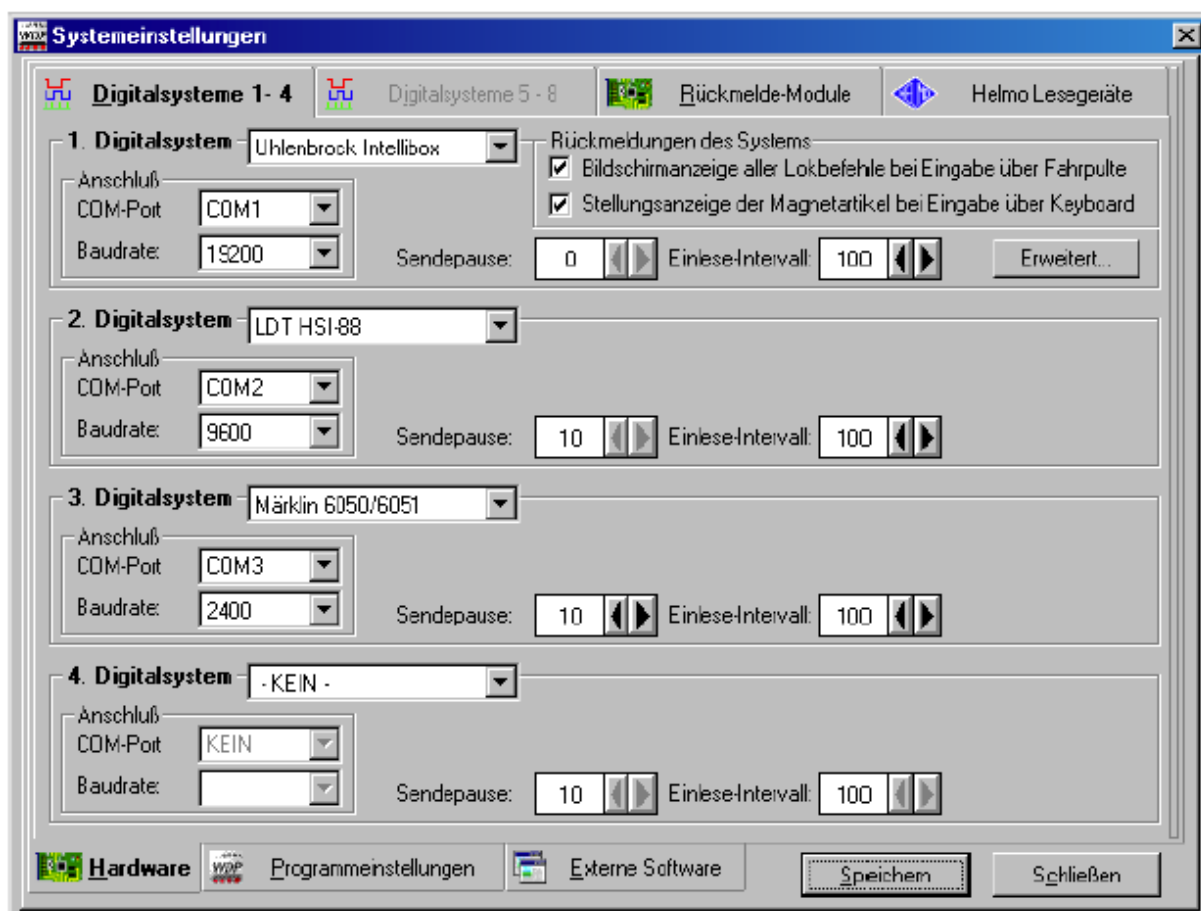 Systemeinstellungen
Digitalsysteme 1- 4
Digitalsysteme 5 - 8
Rückmelde-Module
Helmo Lesegeräte
1. Digitalsystem
Uhlenbrock Intellibox
Rückmeldungen des Systems
Bildschirmanzeige aller Lokbefehle bei Eingabe über Fahrpulte
Stellungsanzeige der Magnetartikel bei Eingabe über Keyboard
Anschluß
COM-Port COM1
Baudrate: 19200
Sendepause: 0
Einlese-Intervall: 100
Erweitert...
2. Digitalsystem
LDT HSI-88
Anschluß
COM-Port COM2
Baudrate: 9600
Sendepause: 10
Einlese-Intervall: 100
3. Digitalsystem
Märklin 6050/6051
Anschluß
COM-Port COM3
Baudrate: 2400
Sendepause: 10
Einlese-Intervall: 100
4. Digitalsystem
- KEIN -
Anschluß
COM-Port KEIN
Baudrate:
Sendepause: 10
Einlese-Intervall: 100
Hardware
WDP
Programmeinstellungen
Externe Software
Speichern
Schließen